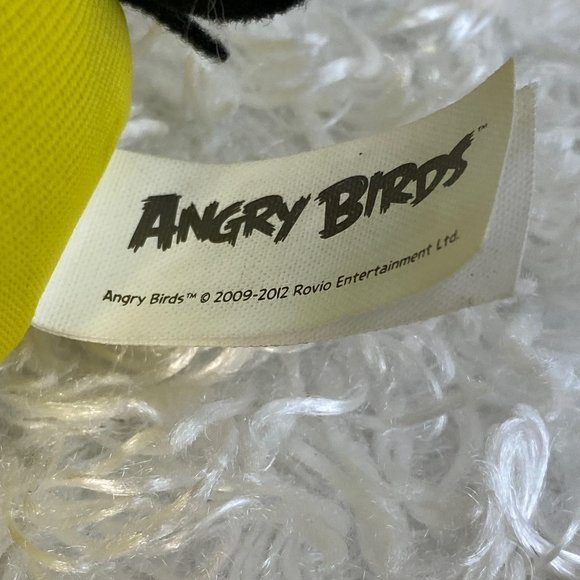 ANGRY BIRDS™
Angry Birds™ © 2009-2012 Rovio Entertainment Ltd.